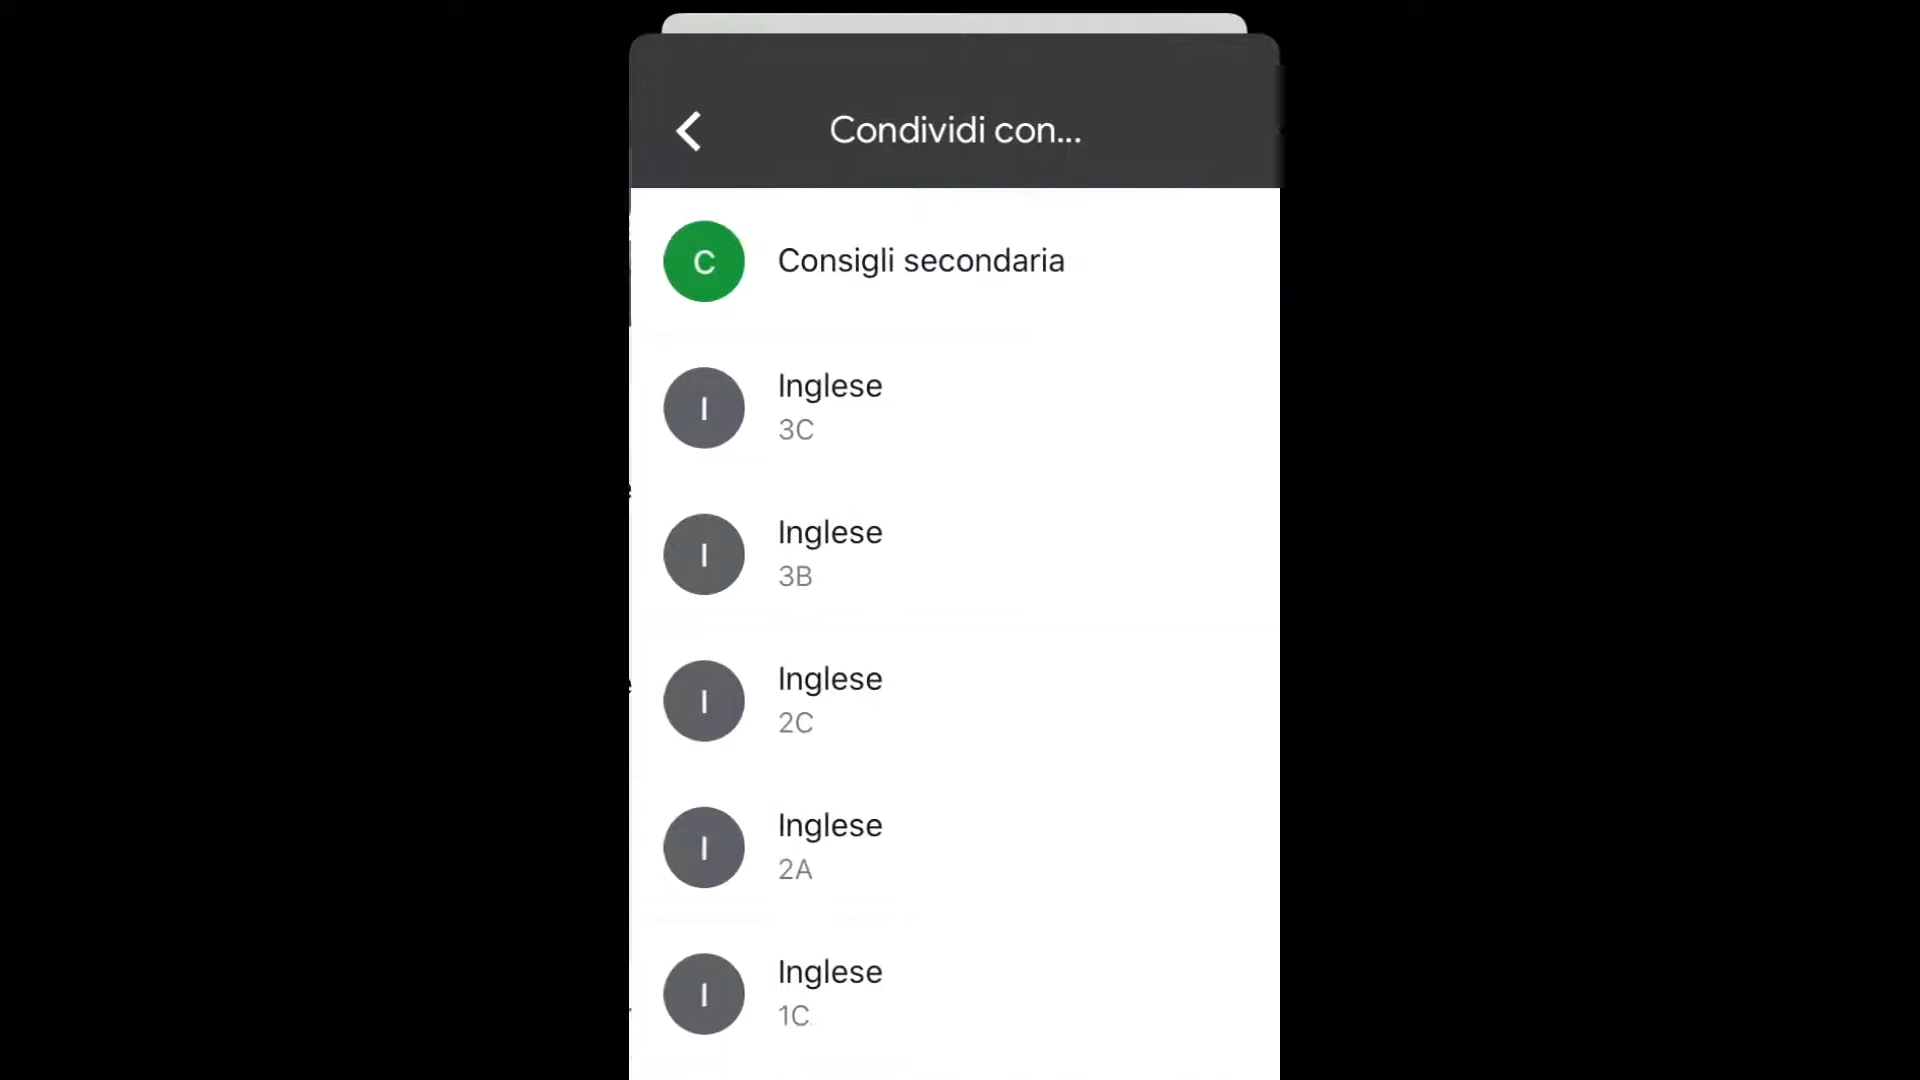 Condividi con...
C
Consigli secondaria
I
Inglese
3C
I
Inglese
3B
I
Inglese
2C
I
Inglese
2A
I
Inglese
1C